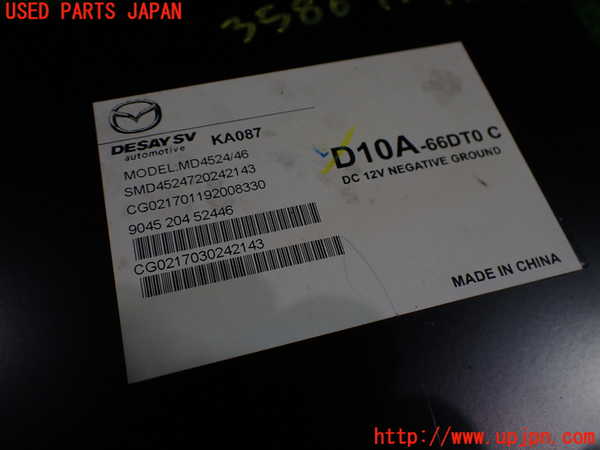 USED PARTS JAPAN
DESAY SV
automotive
KA087
MODEL:MD4524/46
SMD4524720242143
CG021701192008330
9045 204 52446
CG0217030242143
D10A-66DT0 C
DC 12V NEGATIVE GROUND
MADE IN CHINA
http://www.upjpn.com/